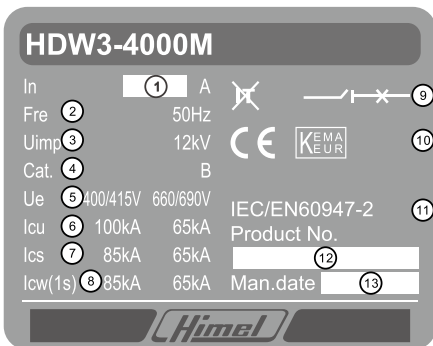 HDW3-4000M
In ① A
Fre ② 50Hz
Uimp ③ 12kV
Cat. ④ B
Ue ⑤ 400/415V 660/690V
Icu ⑥ 100kA 65kA
Ics ⑦ 85kA 65kA
Icw(1s) ⑧ 85kA 65kA
IT ⑨
CE KEMA EUR ⑩
IEC/EN60947-2 ⑪
Product No.
⑫
Man.date ⑬
Himel